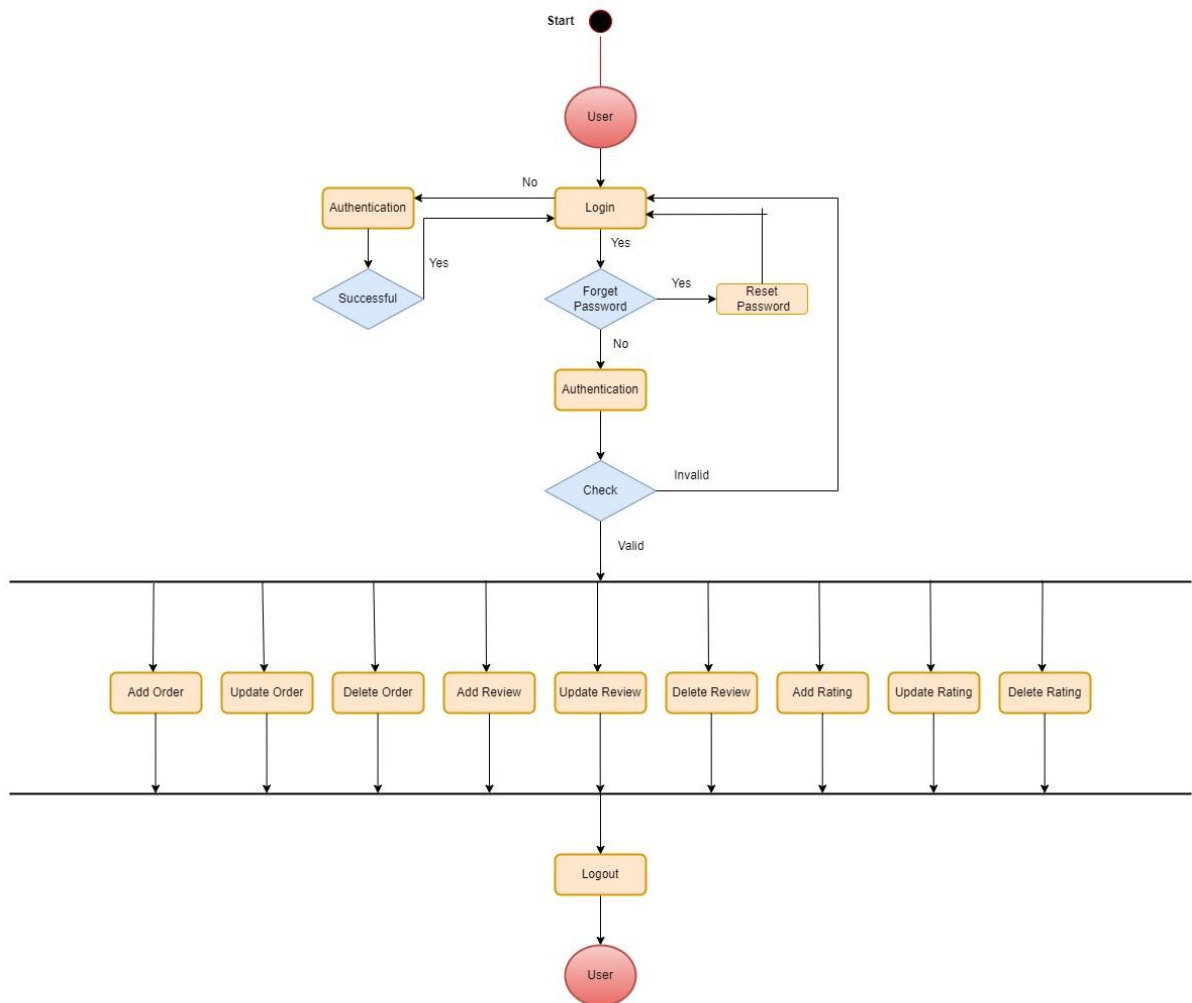 Start
User
No
Authentication
Login
Yes
Yes
Successful
Forget
Password
Yes
Reset
Password
No
Authentication
Check
Invalid
Valid
Add Order
Update Order
Delete Order
Add Review
Update Review
Delete Review
Add Rating
Update Rating
Delete Rating
Logout
User